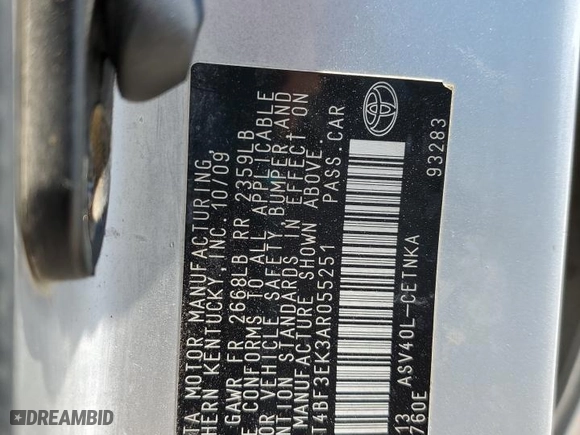 TA MOTOR MANUFACTURING,
HERN KENTUCKY, INC. 10/09
GAWR FR 2668LB RR 2359LB
E CONFORMS TO ALL APPLICABLE
OR VEHICLE SAFETY, BUMPER, AND
NTION STANDARDS IN EFFECT ON
MANUFACTURE SHOWN ABOVE.
T4BF3EK3AR055251 PASS. CAR
13 ASV40L-CETNKA
760E 93283
DREAMBID